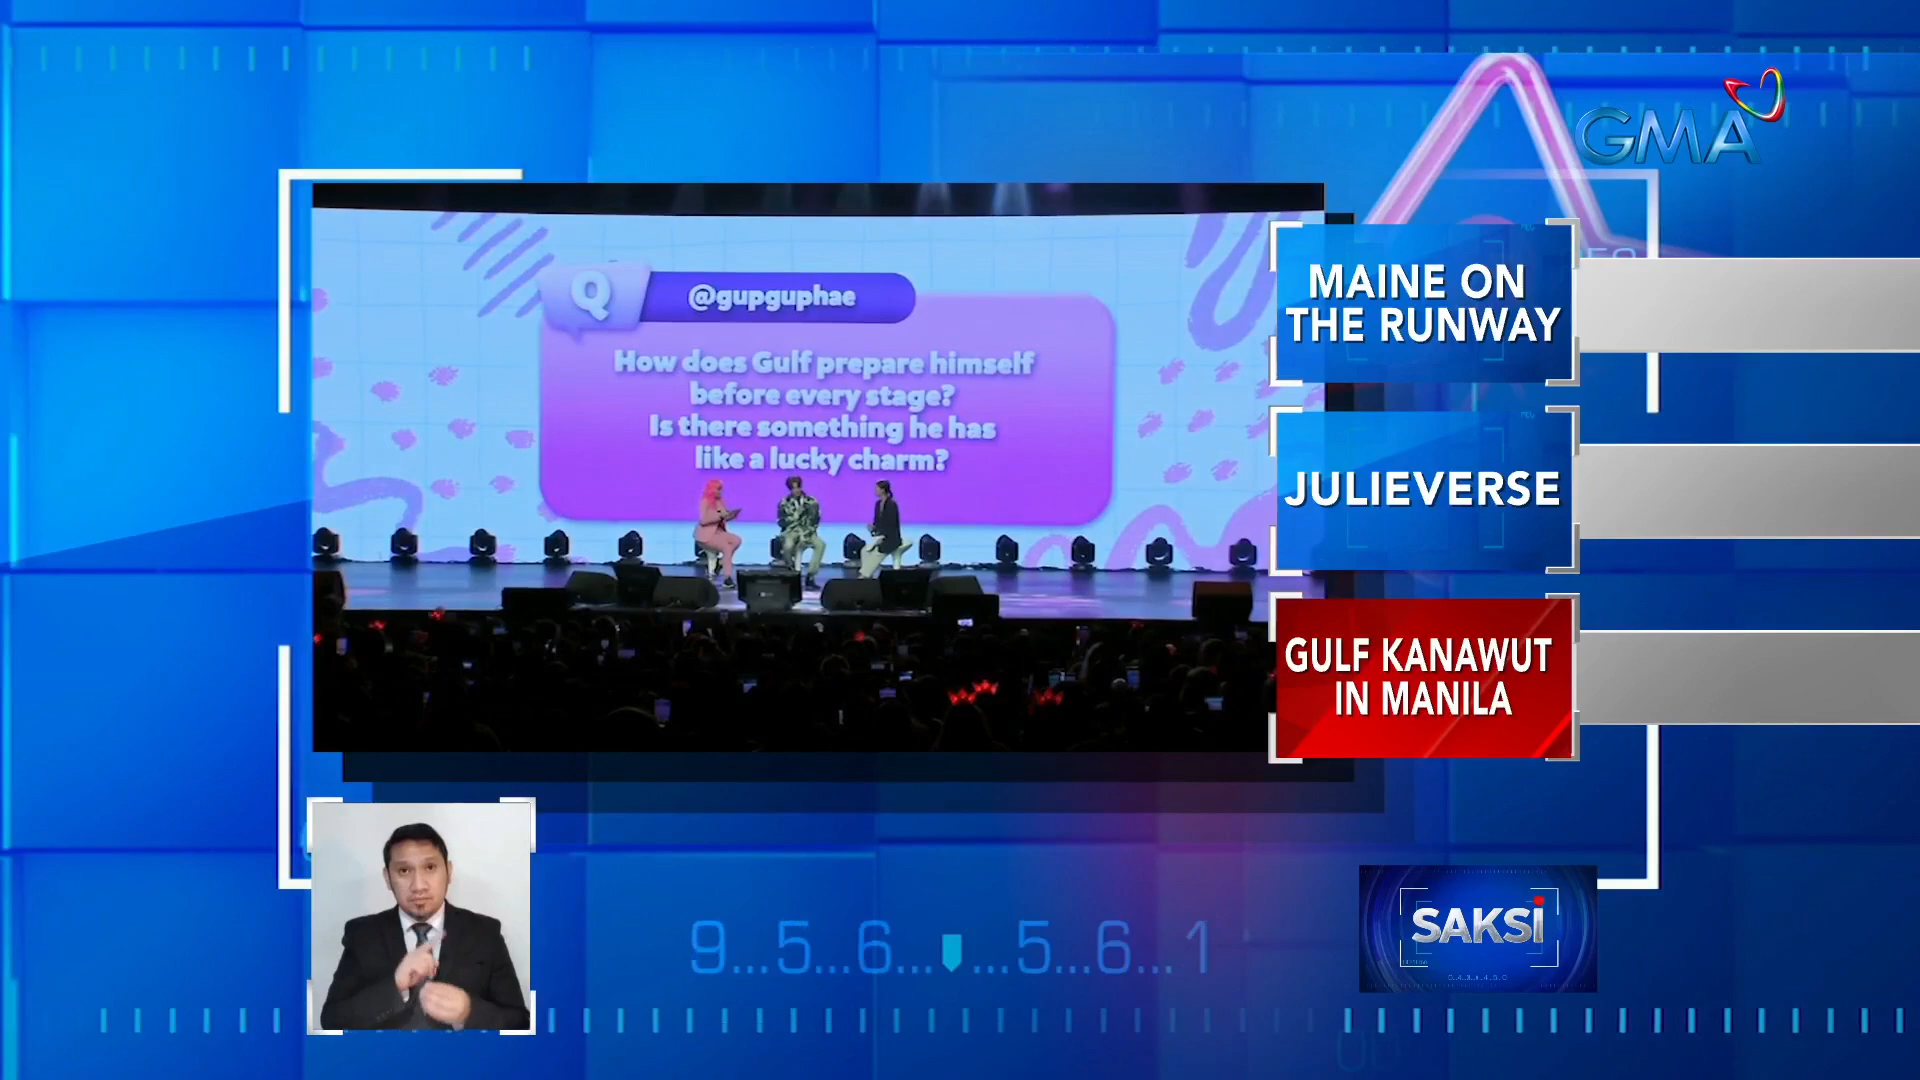 GMA
Q
@gupguphae
How does Gulf prepare himself
before every stage?
Is there something he has
like a lucky charm?
MAINE ON
THE RUNWAY
JULIEVERSE
GULF KANAWUT
IN MANILA
9...5...6... ...5...6...1
SAKSI